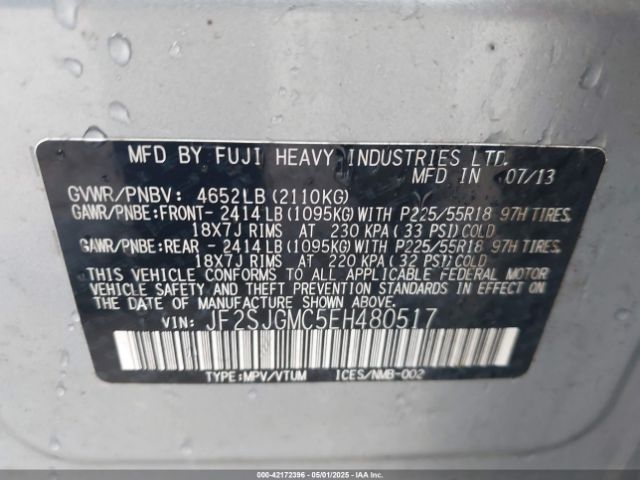 MFD BY FUJI HEAVY INDUSTRIES LTD.
MFD IN 07/13
GVWR/PNBV: 4652LB(2110KG)
GAWR/PNBE:FRONT- 2414LB(1095KG)WITH P225/55R18 97H TIRES,
18X7J RIMS AT 230 KPA( 33 PSI)COLD
GAWR/PNBE:REAR - 2414LB(1095KG)WITH P225/55R18 97H TIRES,
18X7J RIMS AT 220 KPA( 32 PSI)COLD
THIS VEHICLE CONFORMS TO ALL APPLICABLE FEDERAL MOTOR
VEHICLE SAFETY AND THEFT PREVENTION STANDARDS IN EFFECT ON
THE DATE OF MANUFACTURE SHOWN ABOVE.
VIN: JF2SJGMC5EH480517
TYPE:MPV/VTUM ICES/NMB-002
000-42172396 - 05/01/2025 - IAAI.COM